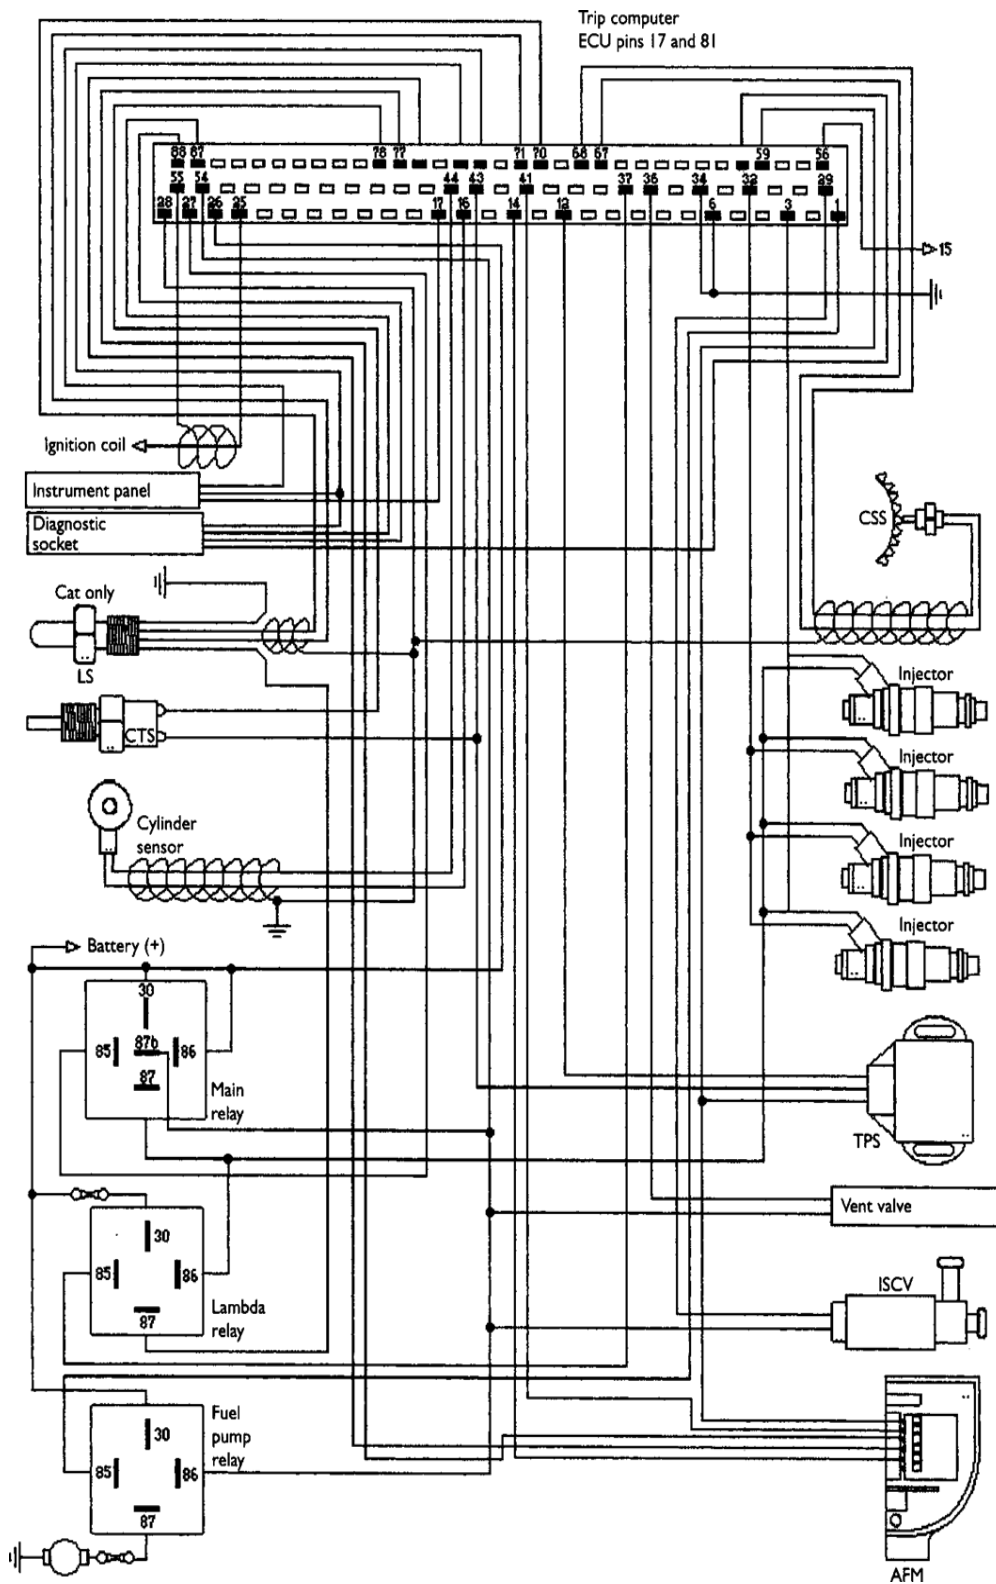 Trip computer
ECU pins 17 and 81
88 87 78 77 71 70 68 67 59 56
55 54 44 43 41 37 36 34 32 29
28 27 26 25 17 16 14 12 6 3 1
15
Ignition coil
Instrument panel
Diagnostic
socket
CSS
Cat only
LS
Injector
CTS
Injector
Cylinder
sensor
Injector
Injector
Battery (+)
30
85 87b 86
87
Main
relay
TPS
Vent valve
30
85 86
87
Lambda
relay
ISCV
Fuel
pump
relay
30
85 86
87
AFM